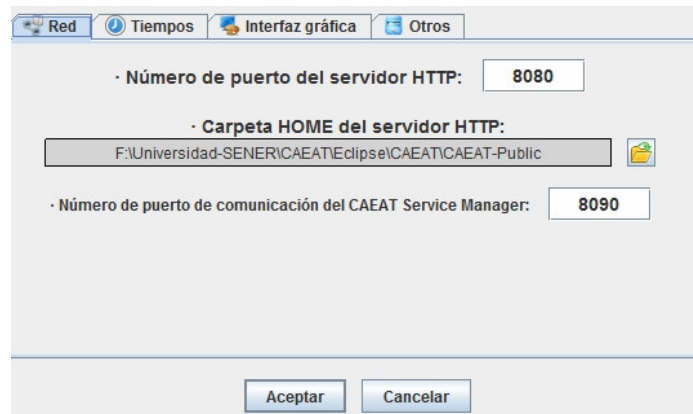 Red Tiempos Interfaz gráfica Otros
· Número de puerto del servidor HTTP: 8080
· Carpeta HOME del servidor HTTP:
F:\Universidad-SENER\CAEAT\Eclipse\CAEAT\CAEAT-Public
· Número de puerto de comunicación del CAEAT Service Manager: 8090
Aceptar Cancelar